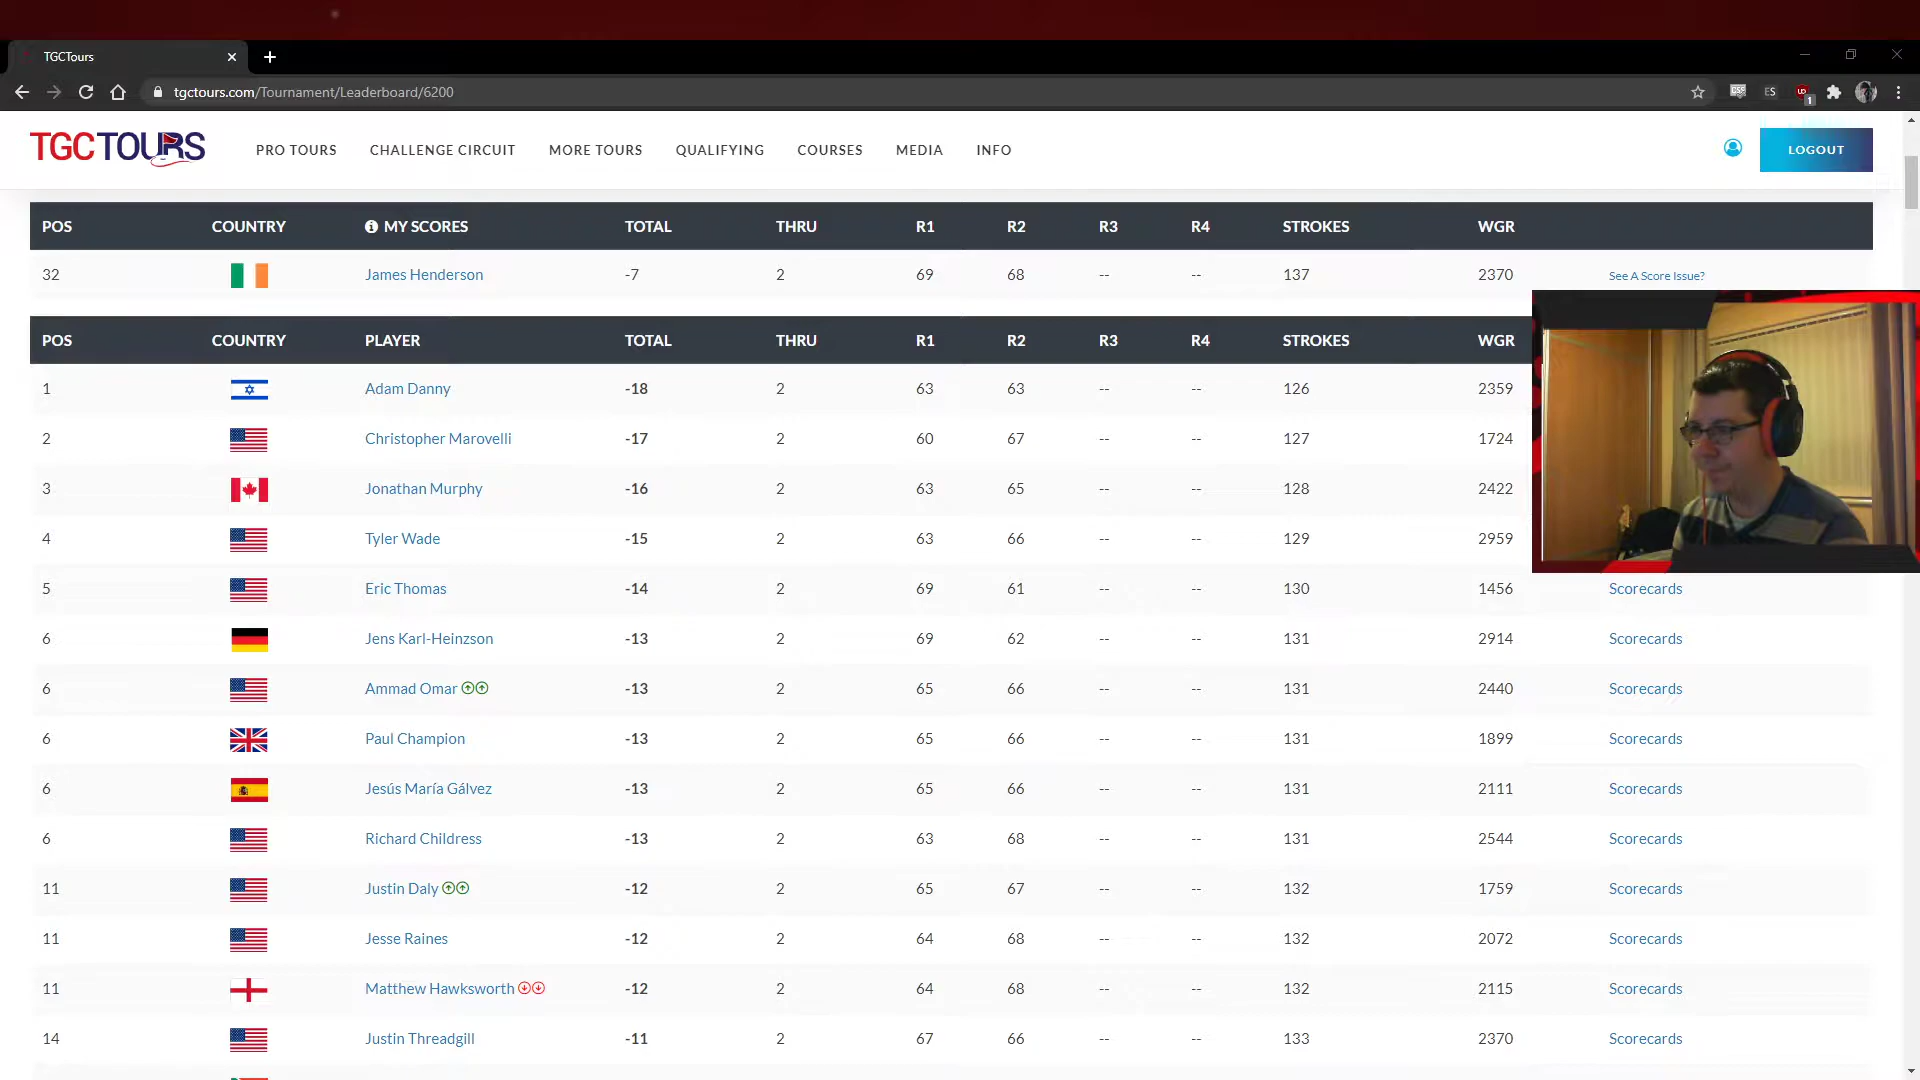 TGCTours
tgctours.com/Tournament/Leaderboard/6200
GSP ES 1
TGCTOURS PRO TOURS CHALLENGE CIRCUIT MORE TOURS QUALIFYING COURSES MEDIA INFO LOGOUT
POS COUNTRY MY SCORES TOTAL THRU R1 R2 R3 R4 STROKES WGR
32 James Henderson -7 2 69 68 -- -- 137 2370 See A Score Issue?
POS COUNTRY PLAYER TOTAL THRU R1 R2 R3 R4 STROKES WGR
1 Adam Danny -18 2 63 63 -- -- 126 2359
2 Christopher Marovelli -17 2 60 67 -- -- 127 1724
3 Jonathan Murphy -16 2 63 65 -- -- 128 2422
4 Tyler Wade -15 2 63 66 -- -- 129 2959
5 Eric Thomas -14 2 69 61 -- -- 130 1456 Scorecards
6 Jens Karl-Heinzson -13 2 69 62 -- -- 131 2914 Scorecards
6 Ammad Omar -13 2 65 66 -- -- 131 2440 Scorecards
6 Paul Champion -13 2 65 66 -- -- 131 1899 Scorecards
6 Jesús María Gálvez -13 2 65 66 -- -- 131 2111 Scorecards
6 Richard Childress -13 2 63 68 -- -- 131 2544 Scorecards
11 Justin Daly -12 2 65 67 -- -- 132 1759 Scorecards
11 Jesse Raines -12 2 64 68 -- -- 132 2072 Scorecards
11 Matthew Hawksworth -12 2 64 68 -- -- 132 2115 Scorecards
14 Justin Threadgill -11 2 67 66 -- -- 133 2370 Scorecards